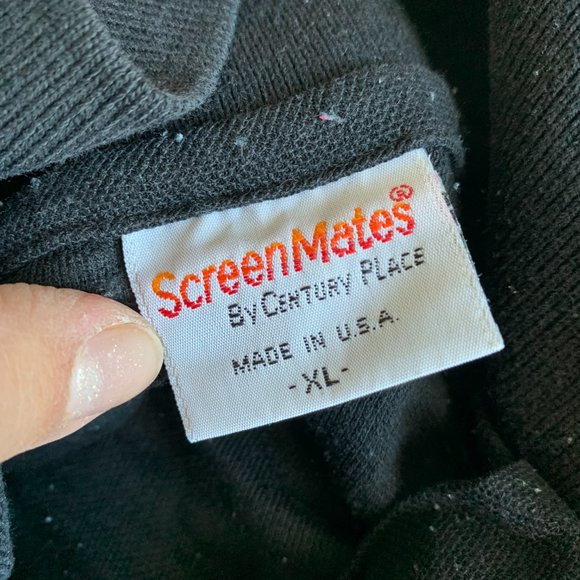 ScreenMates®
By Century Place
MADE IN U.S.A.
-XL-